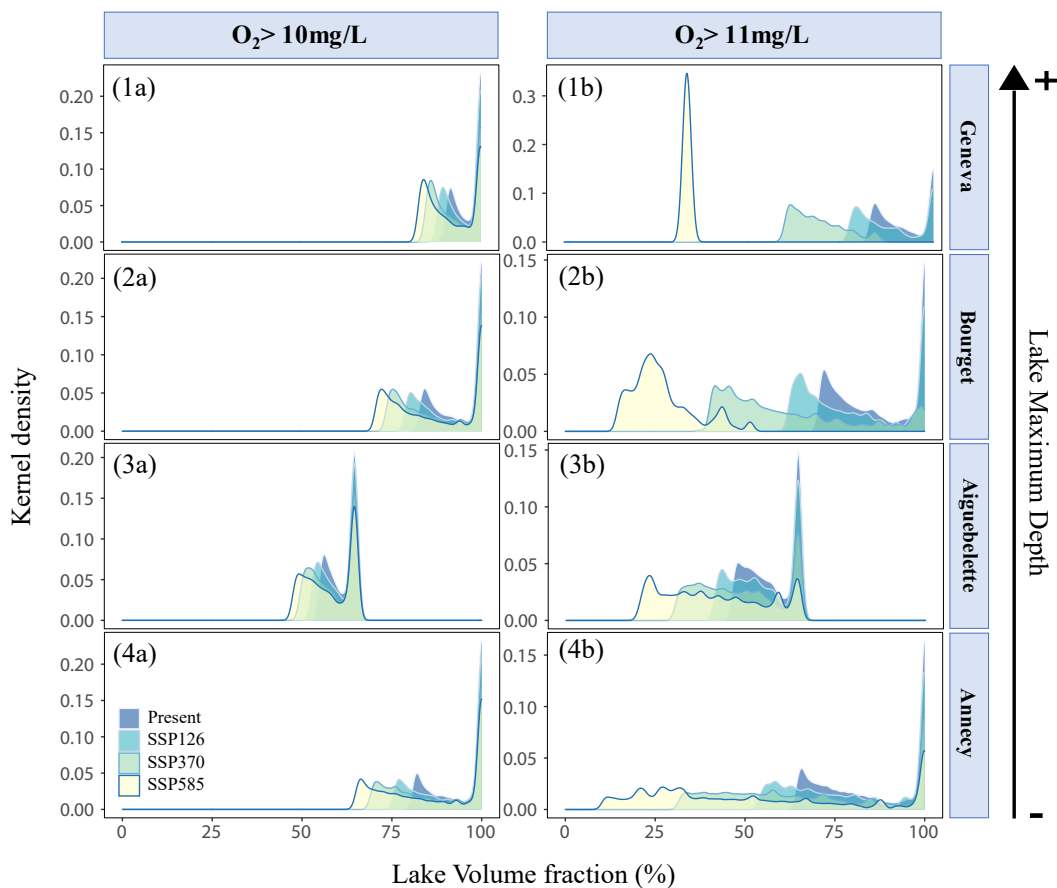 O₂> 10mg/L
O₂> 11mg/L
(1a)
0.20
0.15
0.10
0.05
0.00
(1b)
0.3
0.2
0.1
0.0
Geneva
+
(2a)
0.20
0.15
0.10
0.05
0.00
(2b)
0.15
0.10
0.05
0.00
Bourget
Kernel density
Lake Maximum Depth
(3a)
0.20
0.15
0.10
0.05
0.00
(3b)
0.15
0.10
0.05
0.00
Aiguebelette
(4a)
0.20
0.15
0.10
0.05
0.00
Present
SSP126
SSP370
SSP585
(4b)
0.15
0.10
0.05
0.00
Annecy
-
0 25 50 75 100
0 25 50 75 100
Lake Volume fraction (%)